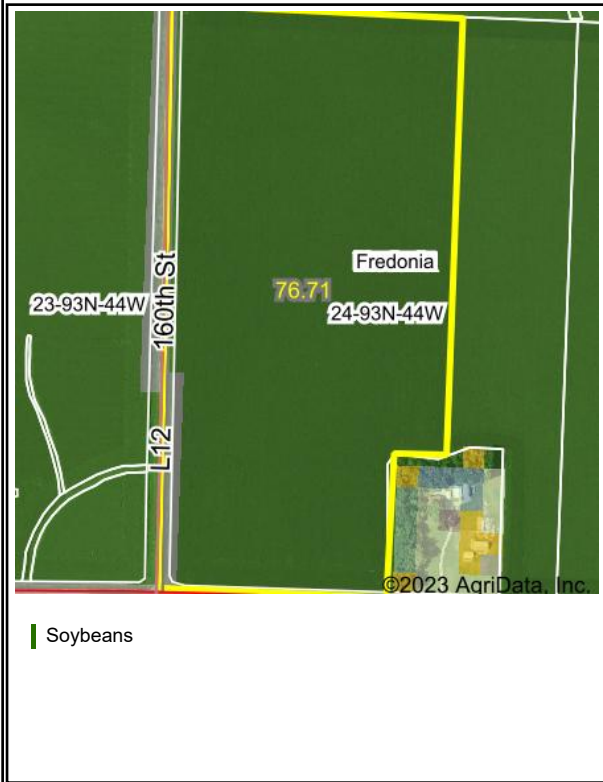 Fredonia
76.71
23-93N-44W
24-93N-44W
160th St
L12
©2023 AgriData, Inc.
Soybeans